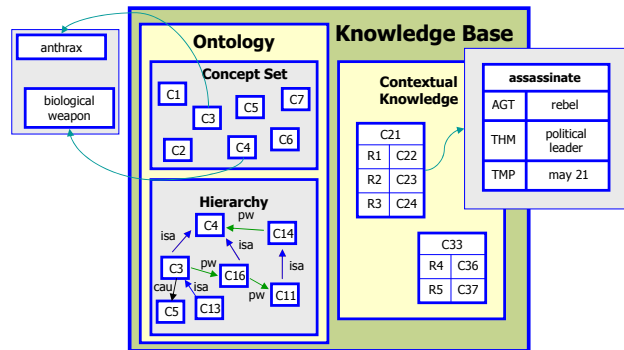 anthrax
biological
weapon
Knowledge Base
Ontology
Concept Set
C1
C3
C5
C7
C2
C4
C6
Hierarchy
C4
C14
C3
C16
C11
C5
C13
isa
pw
isa
pw
isa
cau
isa
pw
Contextual
Knowledge
C21
R1 C22
R2 C23
R3 C24
C33
R4 C36
R5 C37
assassinate
AGT rebel
THM political
leader
TMP may 21